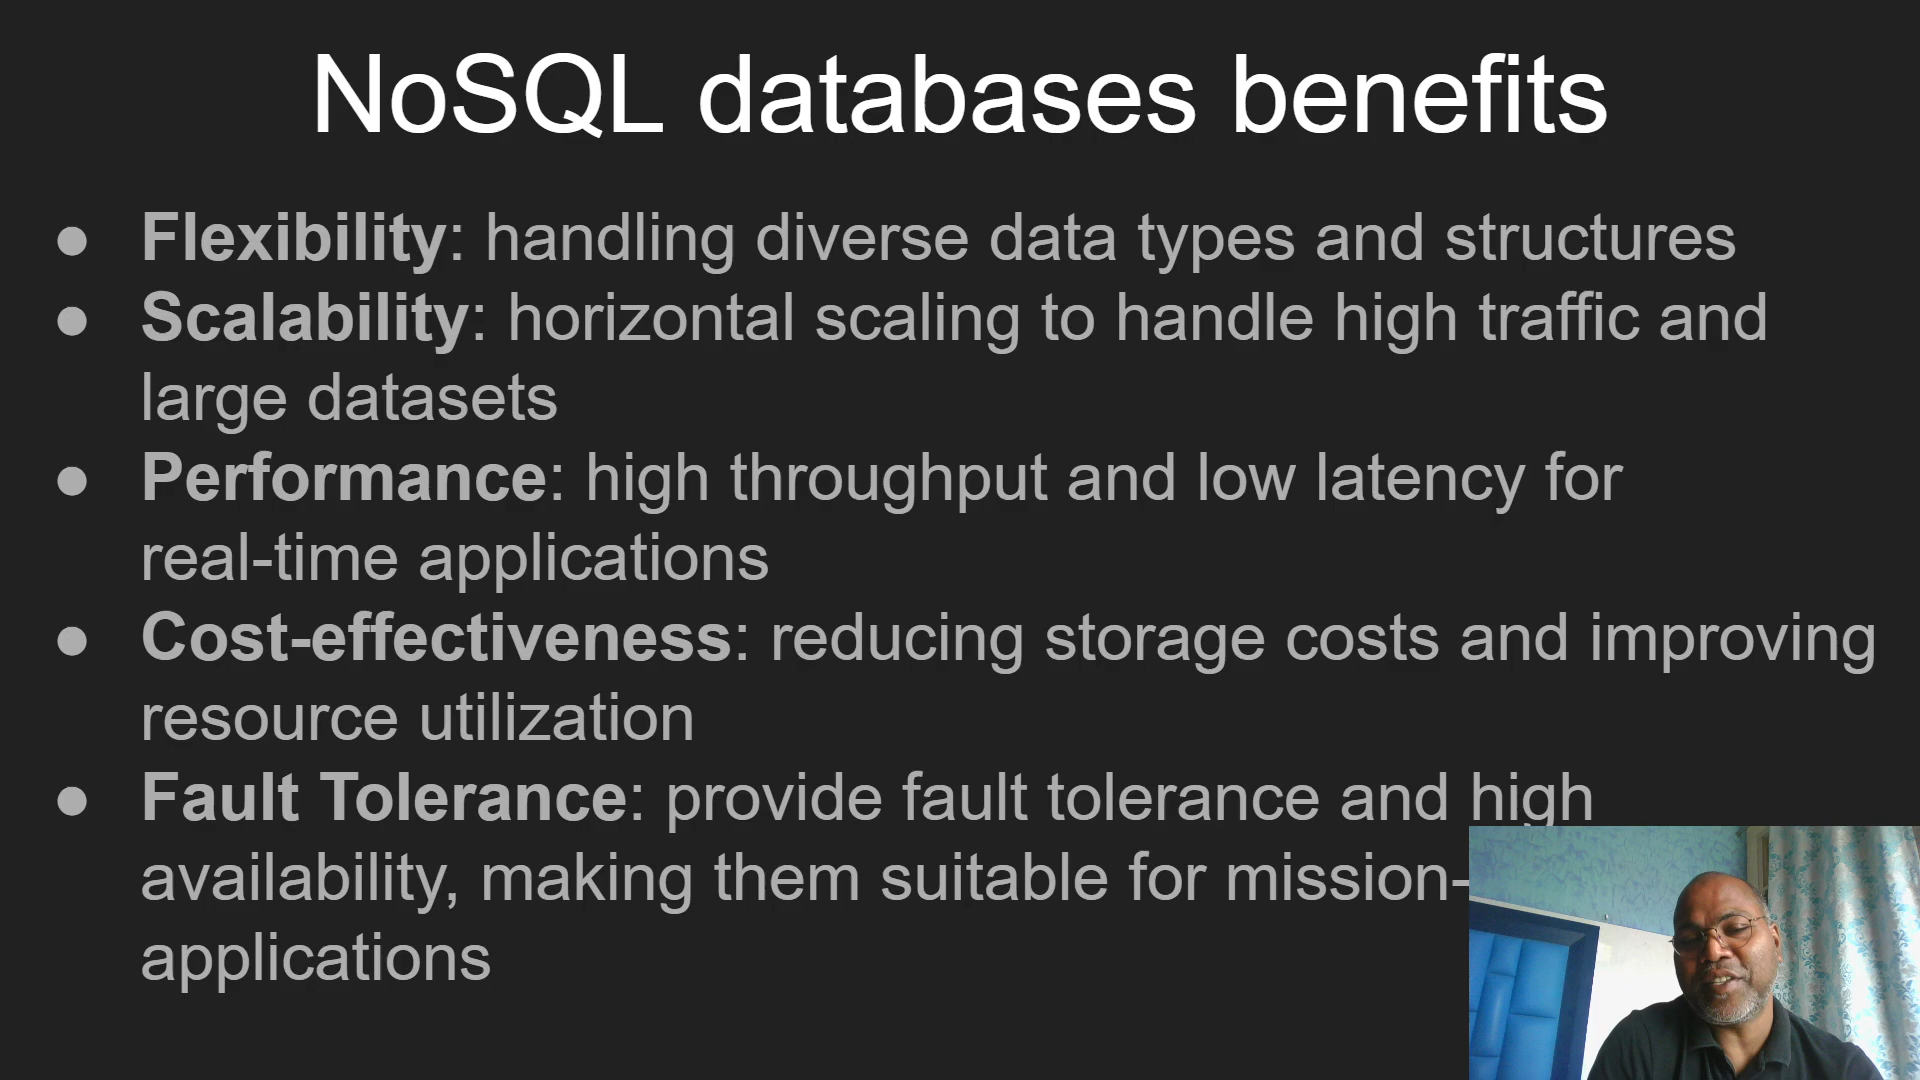 NoSQL databases benefits
● Flexibility: handling diverse data types and structures
● Scalability: horizontal scaling to handle high traffic and
large datasets
● Performance: high throughput and low latency for
real-time applications
● Cost-effectiveness: reducing storage costs and improving
resource utilization
● Fault Tolerance: provide fault tolerance and high
availability, making them suitable for mission-
applications